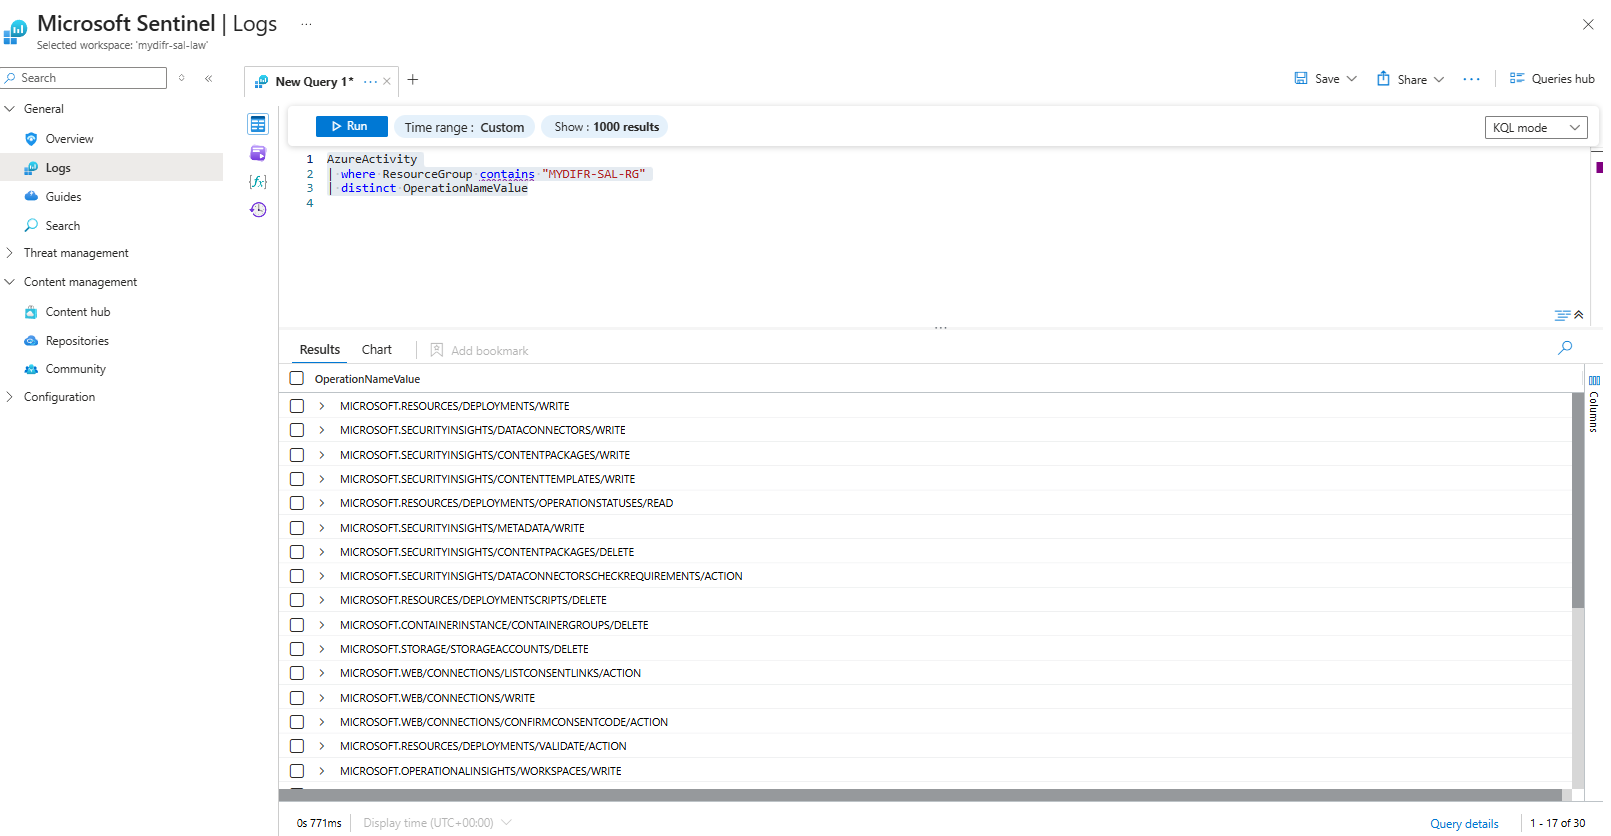 Microsoft Sentinel | Logs ...
Selected workspace: 'mydifr-sal-law'
Search
General
Overview
Logs
Guides
Search
Threat management
Content management
Content hub
Repositories
Community
Configuration
New Query 1*
Save
Share
Queries hub
Run
Time range : Custom
Show : 1000 results
KQL mode
1 AzureActivity
2 | where ResourceGroup contains "MYDIFR-SAL-RG"
3 | distinct OperationNameValue
4
Results
Chart
Add bookmark
OperationNameValue
MICROSOFT.RESOURCES/DEPLOYMENTS/WRITE
MICROSOFT.SECURITYINSIGHTS/DATACONNECTORS/WRITE
MICROSOFT.SECURITYINSIGHTS/CONTENTPACKAGES/WRITE
MICROSOFT.SECURITYINSIGHTS/CONTENTTEMPLATES/WRITE
MICROSOFT.RESOURCES/DEPLOYMENTS/OPERATIONSTATUSES/READ
MICROSOFT.SECURITYINSIGHTS/METADATA/WRITE
MICROSOFT.SECURITYINSIGHTS/CONTENTPACKAGES/DELETE
MICROSOFT.SECURITYINSIGHTS/DATACONNECTORSCHECKREQUIREMENTS/ACTION
MICROSOFT.RESOURCES/DEPLOYMENTSCRIPTS/DELETE
MICROSOFT.CONTAINERINSTANCE/CONTAINERGROUPS/DELETE
MICROSOFT.STORAGE/STORAGEACCOUNTS/DELETE
MICROSOFT.WEB/CONNECTIONS/LISTCONSENTLINKS/ACTION
MICROSOFT.WEB/CONNECTIONS/WRITE
MICROSOFT.WEB/CONNECTIONS/CONFIRMCONSENTCODE/ACTION
MICROSOFT.RESOURCES/DEPLOYMENTS/VALIDATE/ACTION
MICROSOFT.OPERATIONALINSIGHTS/WORKSPACES/WRITE
Columns
0s 771ms
Display time (UTC+00:00)
Query details
1 - 17 of 30